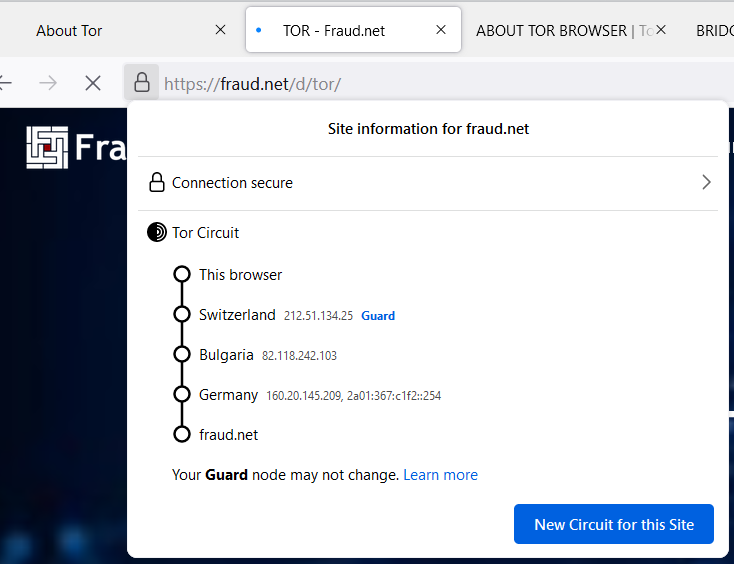 About Tor
TOR - Fraud.net
ABOUT TOR BROWSER | To
BRIDG
https://fraud.net/d/tor/
Fra
Site information for fraud.net
Connection secure
Tor Circuit
This browser
Switzerland 212.51.134.25 Guard
Bulgaria 82.118.242.103
Germany 160.20.145.209, 2a01:367:c1f2::254
fraud.net
Your Guard node may not change. Learn more
New Circuit for this Site